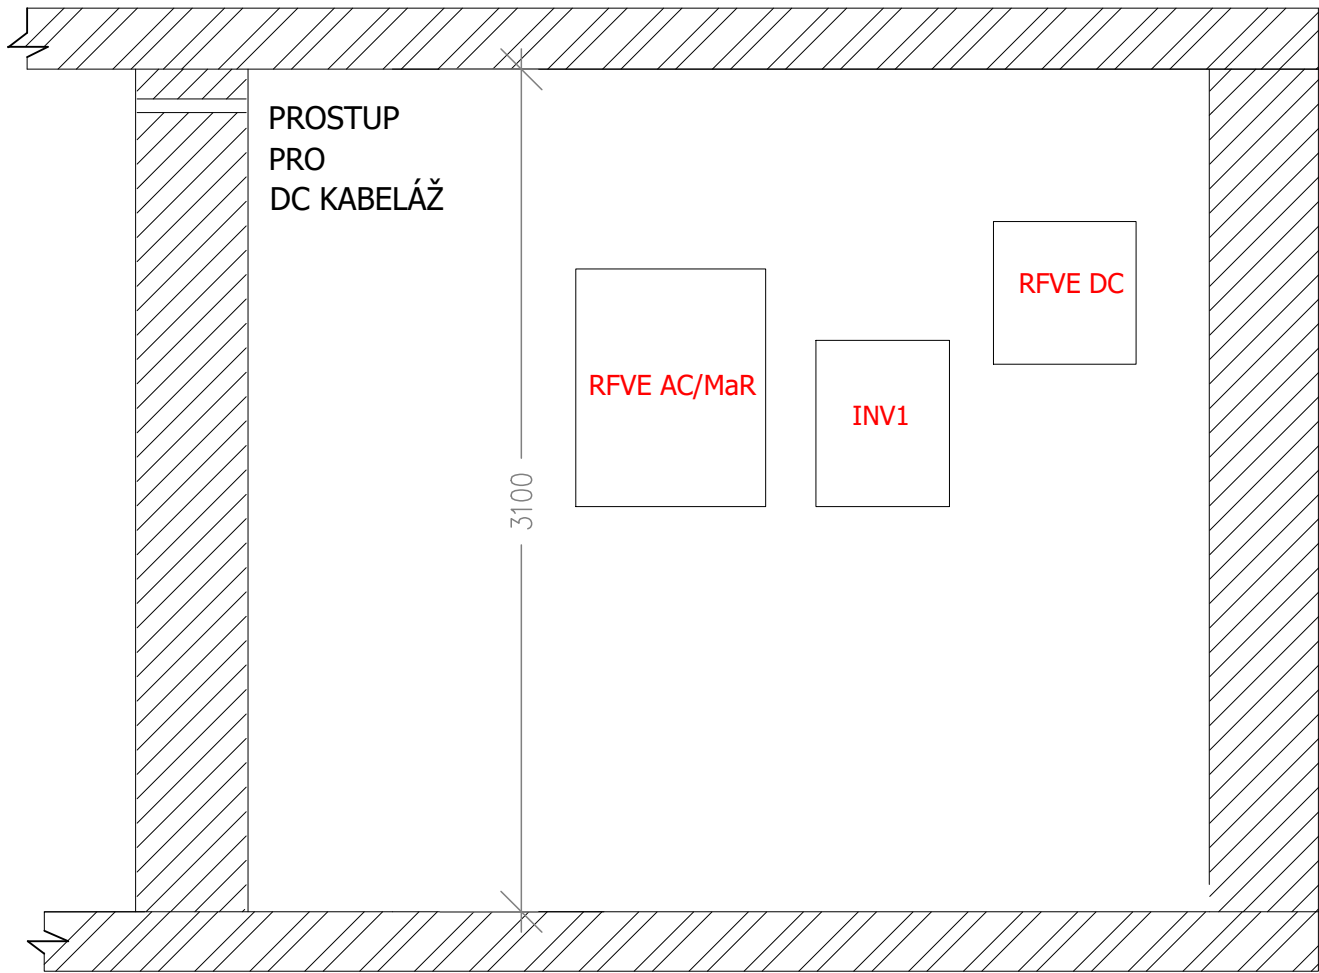 PROSTUP
PRO
DC KABELÁŽ
RFVE DC
RFVE AC/MaR
INV1
3100